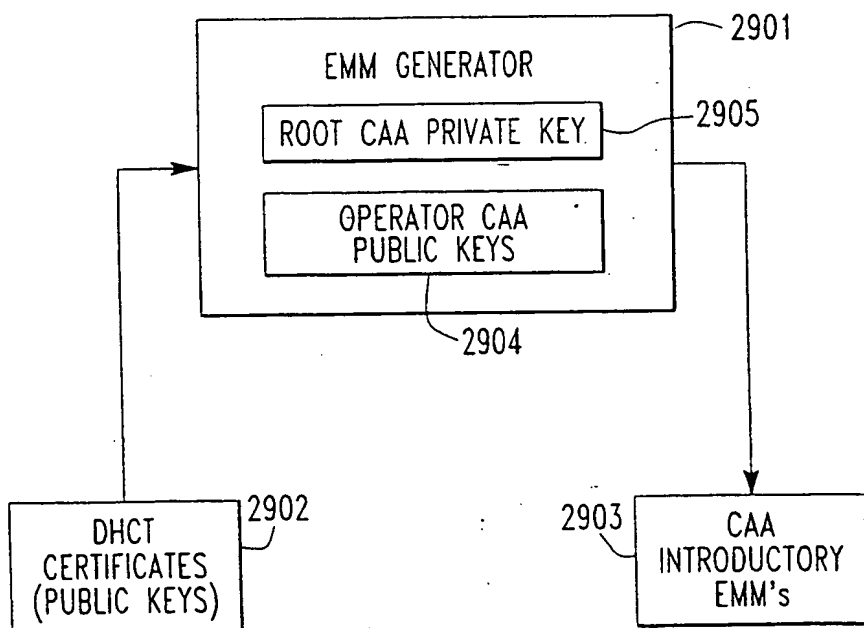 2901
EMM GENERATOR
ROOT CAA PRIVATE KEY
2905
OPERATOR CAA
PUBLIC KEYS
2904
DHCT
CERTIFICATES
(PUBLIC KEYS)
2902
2903
CAA
INTRODUCTORY
EMM's